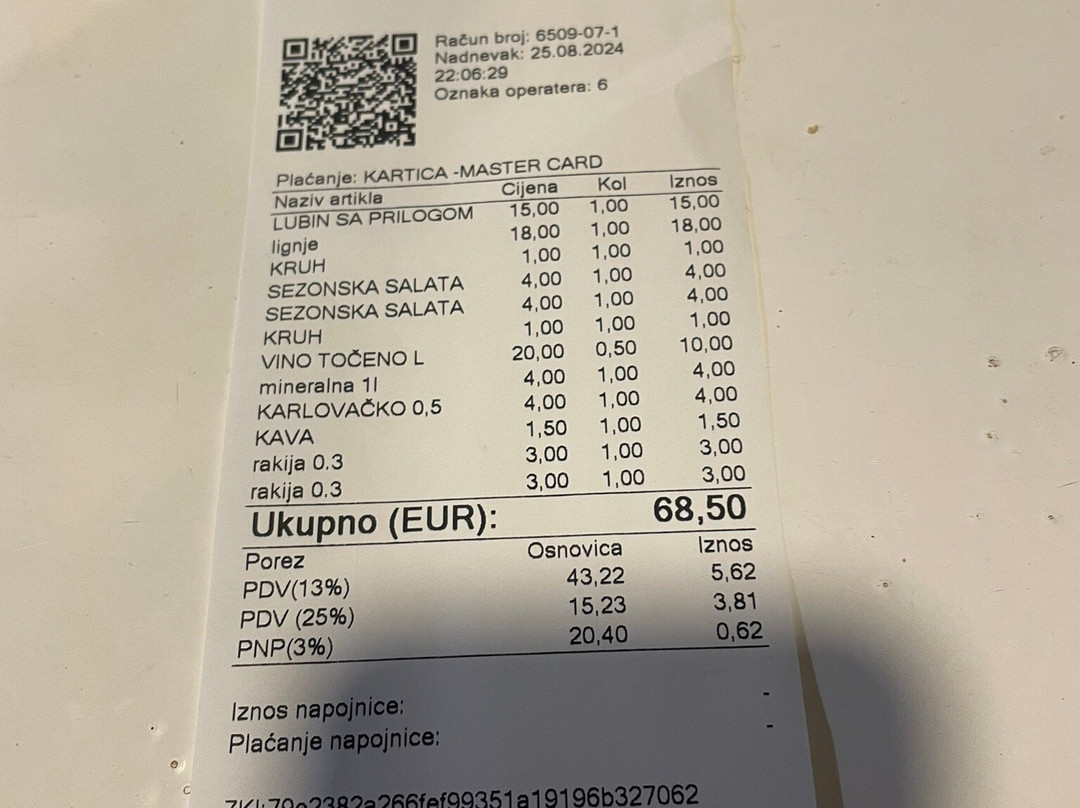 Račun broj: 6509-07-1
Nadnevak: 25.08.2024
22:06:29
Oznaka operatera: 6
Plaćanje: KARTICA -MASTER CARD
Naziv artikla Cijena Kol Iznos
LUBIN SA PRILOGOM 15,00 1,00 15,00
lignje 18,00 1,00 18,00
KRUH 1,00 1,00 1,00
SEZONSKA SALATA 4,00 1,00 4,00
SEZONSKA SALATA 4,00 1,00 4,00
KRUH 1,00 1,00 1,00
VINO TOČENO L 20,00 0,50 10,00
mineralna 1l 4,00 1,00 4,00
KARLOVAČKO 0,5 4,00 1,00 4,00
KAVA 1,50 1,00 1,50
rakija 0.3 3,00 1,00 3,00
rakija 0.3 3,00 1,00 3,00
Ukupno (EUR): 68,50
Porez Osnovica Iznos
PDV(13%) 43,22 5,62
PDV (25%) 15,23 3,81
PNP(3%) 20,40 0,62
Iznos napojnice: -
Plaćanje napojnice: -